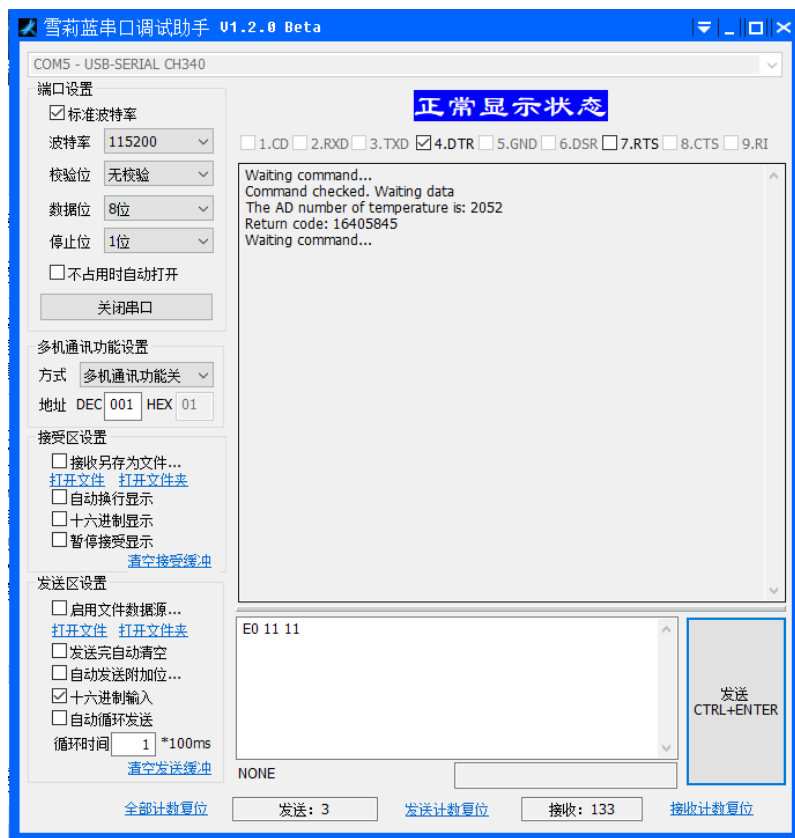 雪莉蓝串口调试助手 V1.2.0 Beta
COM5 - USB-SERIAL CH340
端口设置
标准波特率
波特率 115200
校验位 无校验
数据位 8位
停止位 1位
不占用时自动打开
关闭串口
多机通讯功能设置
方式 多机通讯功能关
地址 DEC 001 HEX 01
接受区设置
接收另存为文件...
打开文件 打开文件夹
自动换行显示
十六进制显示
暂停接受显示
清空接受缓冲
发送区设置
启用文件数据源...
打开文件 打开文件夹
发送完自动清空
自动发送附加位...
十六进制输入
自动循环发送
循环时间 1 *100ms
清空发送缓冲
正常显示状态
1.CD 2.RXD 3.TXD 4.DTR 5.GND 6.DSR 7.RTS 8.CTS 9.RI
Waiting command...
Command checked. Waiting data
The AD number of temperature is: 2052
Return code: 16405845
Waiting command...
E0 11 11
发送
CTRL+ENTER
NONE
全部计数复位 发送: 3 发送计数复位 接收: 133 接收计数复位